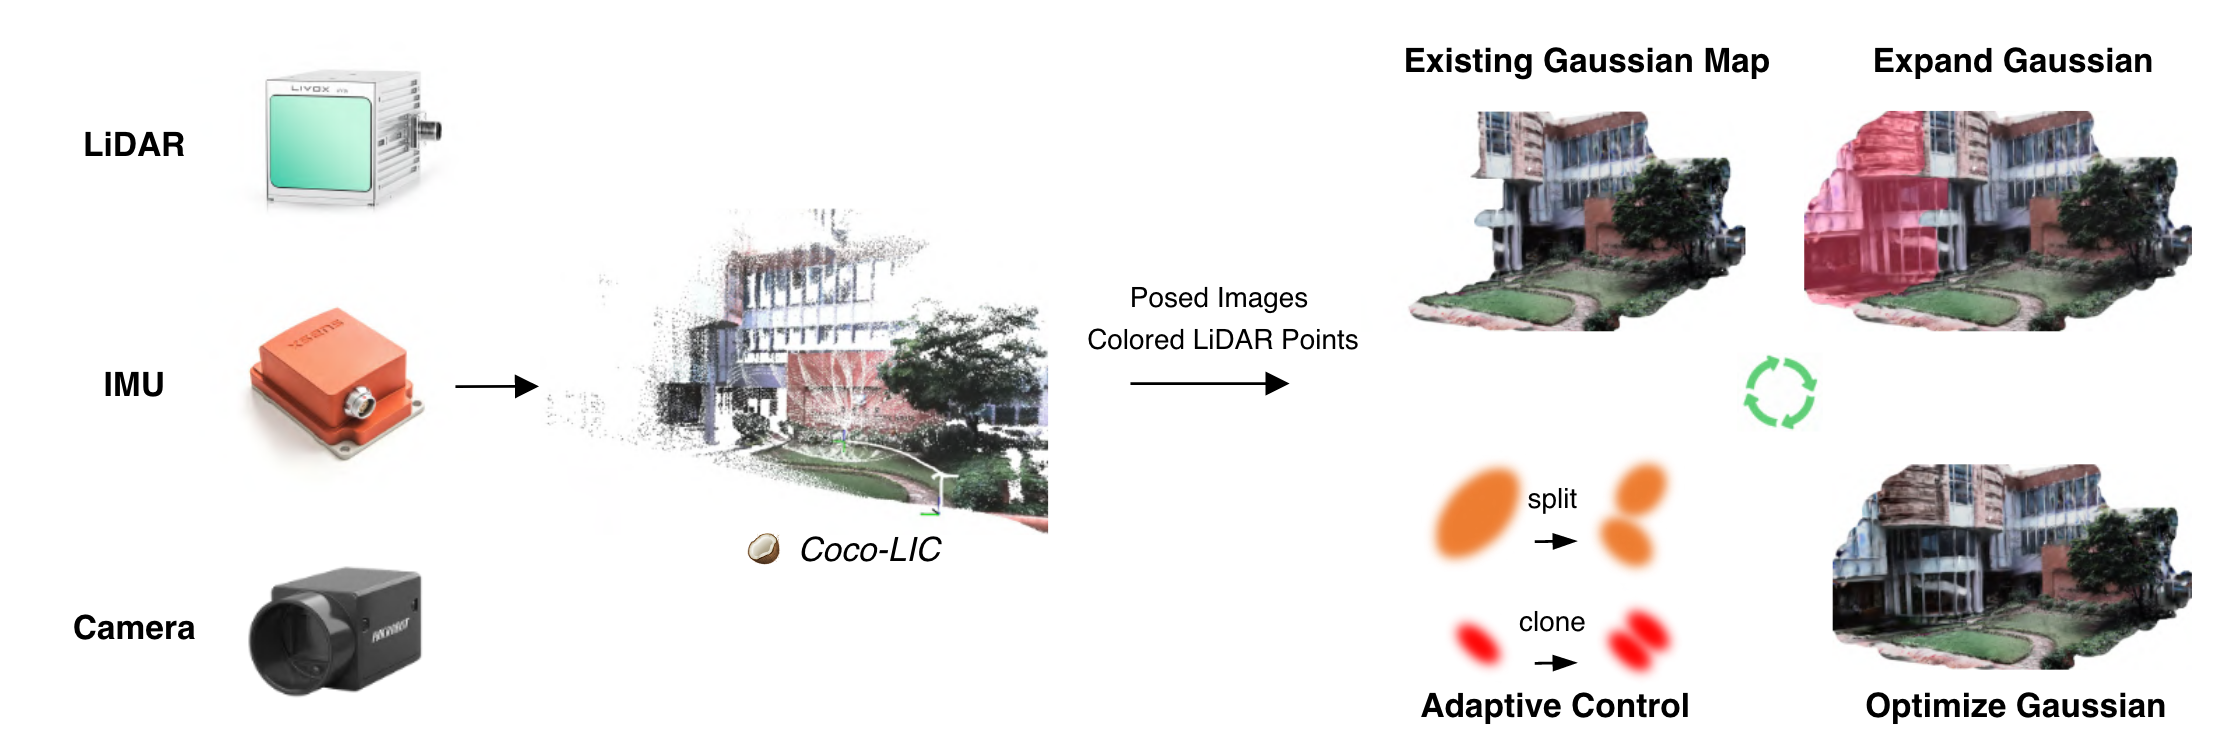 LiDAR
LIVOX
IMU
XSENS
Camera
Coco-LIC
Posed Images
Colored LiDAR Points
Existing Gaussian Map
Expand Gaussian
split
clone
Adaptive Control
Optimize Gaussian